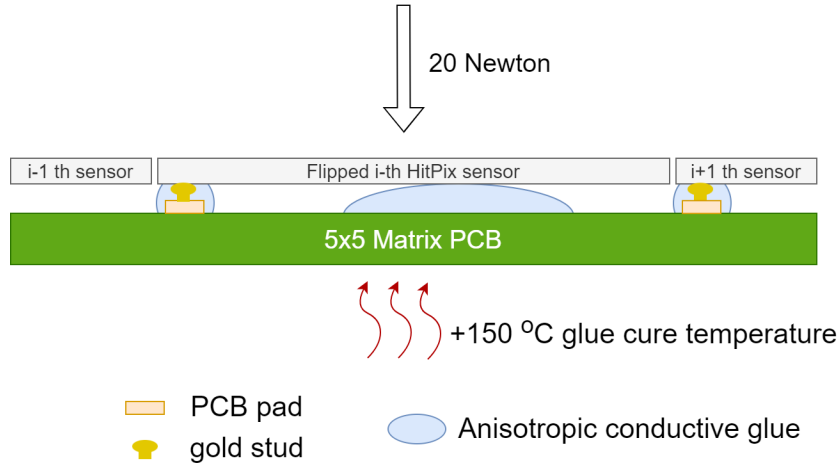 20 Newton
i-1 th sensor
Flipped i-th HitPix sensor
i+1 th sensor
5x5 Matrix PCB
+150 ºC glue cure temperature
PCB pad
gold stud
Anisotropic conductive glue